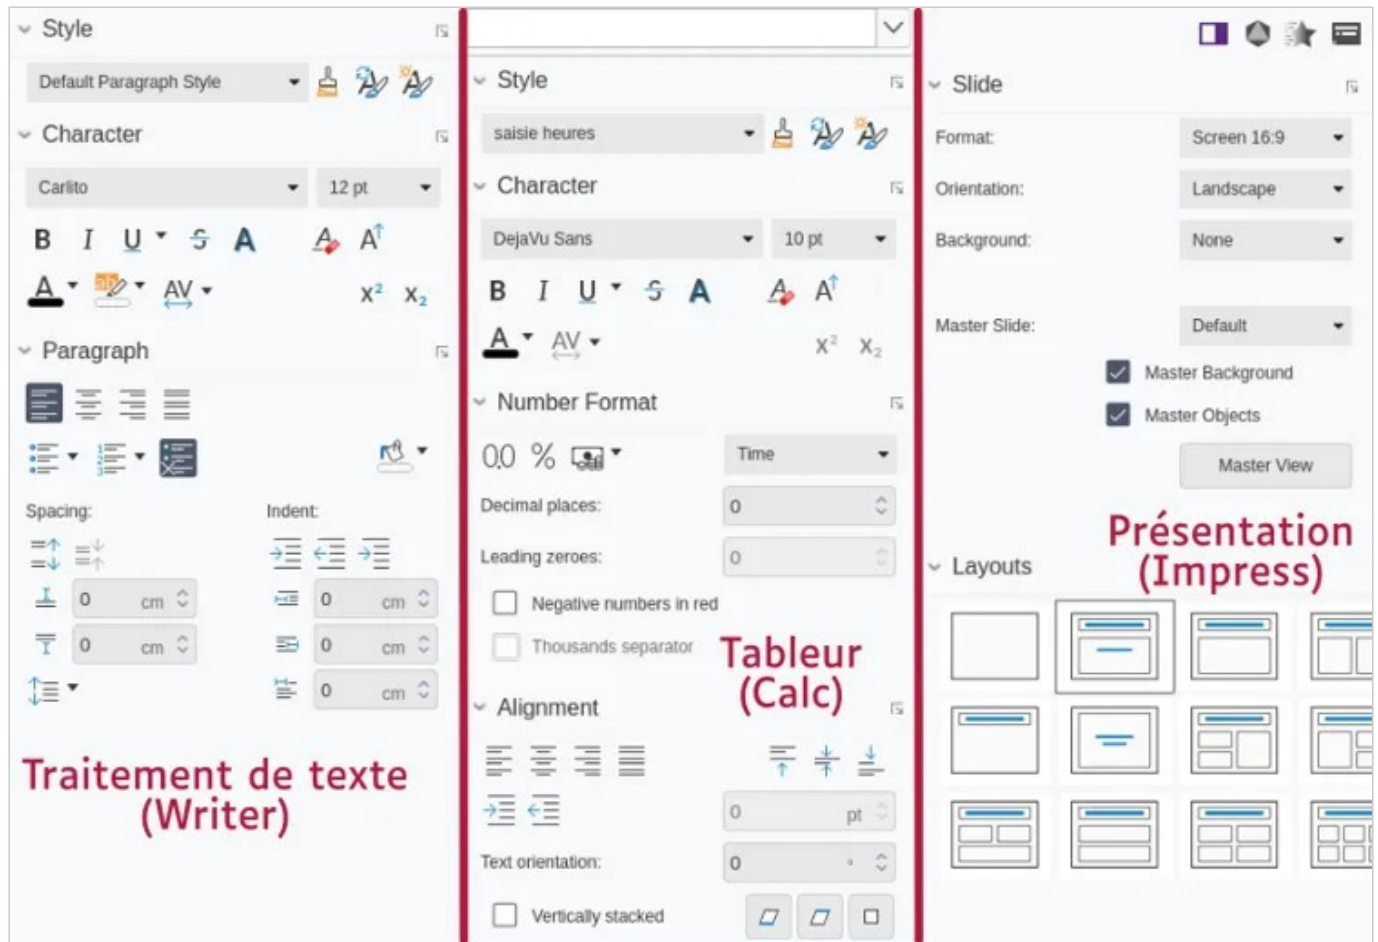 Style
Default Paragraph Style
Character
Carlito
12 pt
B I U S A A A
A ab AV x² x₂
Paragraph
Spacing:
Indent:
0 cm
0 cm
0 cm
0 cm
0 cm
Traitement de texte
(Writer)
Style
saisie heures
Character
DejaVu Sans
10 pt
B I U S A A A
A AV x² x₂
Number Format
0.0 %
Time
Decimal places:
0
Leading zeroes:
0
Negative numbers in red
Thousands separator
Tableur
(Calc)
Alignment
0 pt
Text orientation:
0 °
Vertically stacked
Slide
Format:
Screen 16:9
Orientation:
Landscape
Background:
None
Master Slide:
Default
Master Background
Master Objects
Master View
Présentation
(Impress)
Layouts